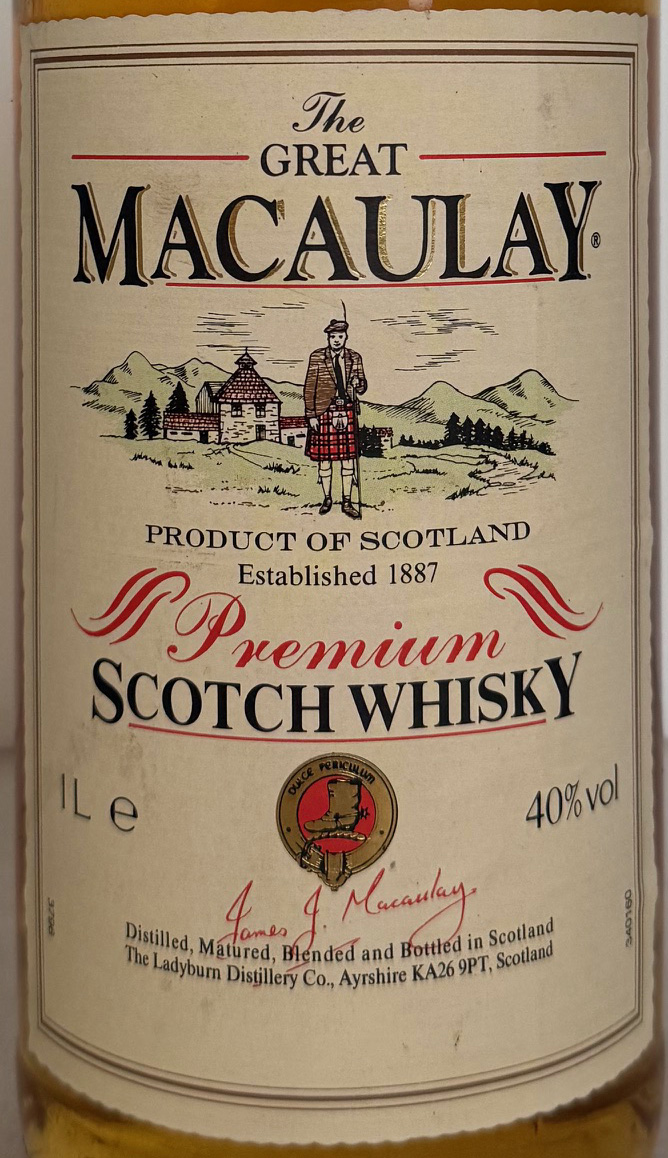 The
GREAT
MACAULAY®
PRODUCT OF SCOTLAND
Established 1887
Premium
SCOTCH WHISKY
DULCE PERICULUM
1L e
40% vol
James J. Macaulay
Distilled, Matured, Blended and Bottled in Scotland
The Ladyburn Distillery Co., Ayrshire KA26 9PT, Scotland
340160